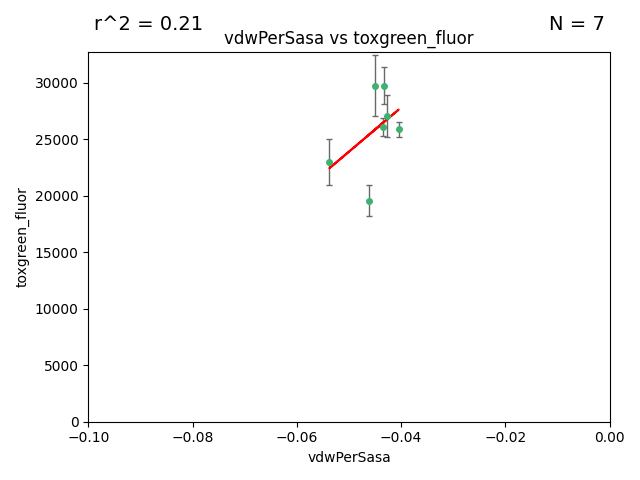 r^2 = 0.21
N = 7
vdwPerSasa vs toxgreen_fluor
30000
25000
20000
15000
10000
5000
0
toxgreen_fluor
−0.10
−0.08
−0.06
−0.04
−0.02
0.00
vdwPerSasa